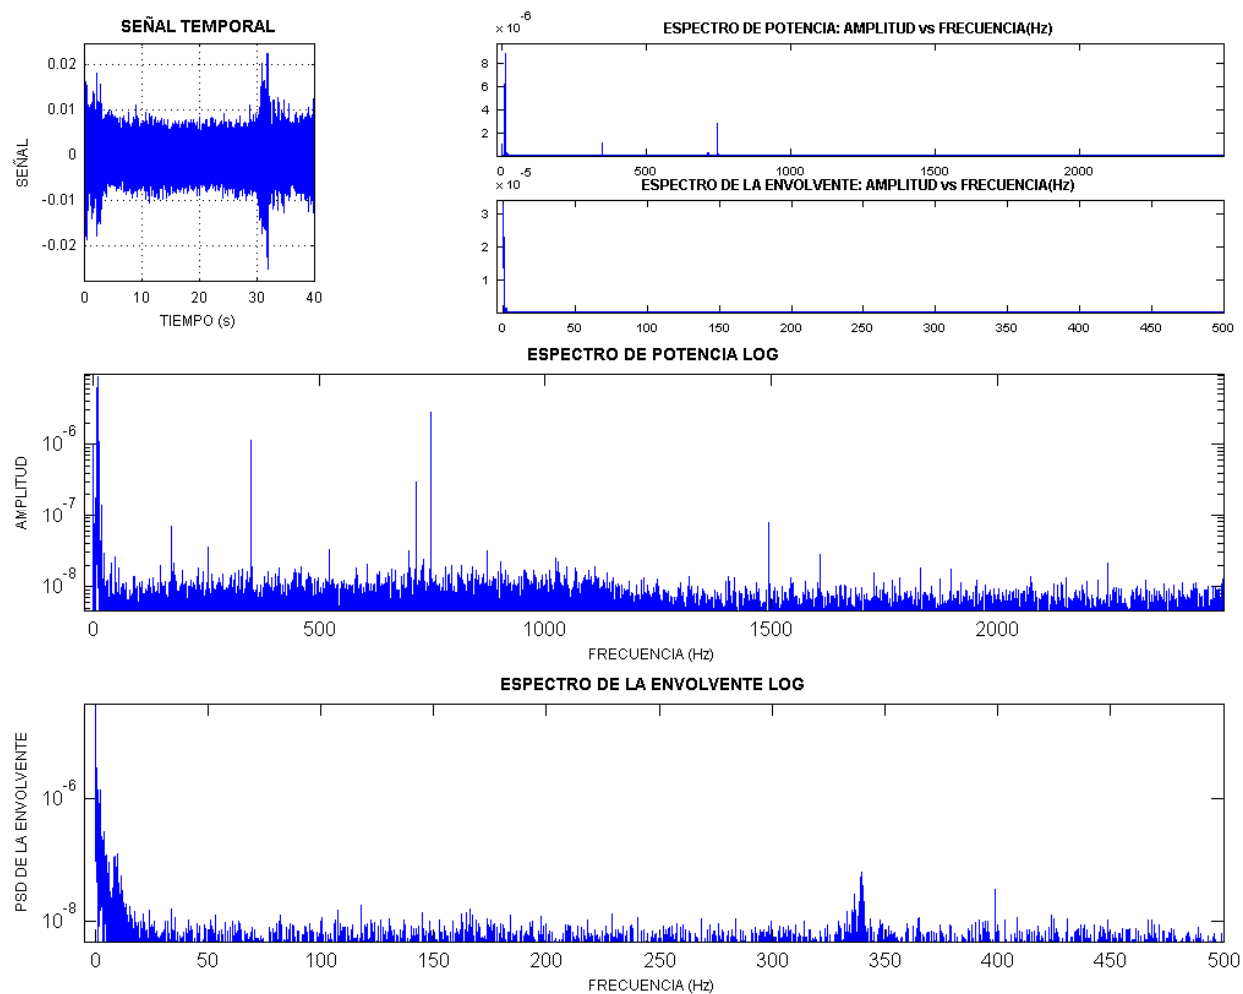 SEÑAL TEMPORAL
SEÑAL
0.02
0.01
0
-0.01
-0.02
0 10 20 30 40
TIEMPO (s)
× 10 -6
ESPECTRO DE POTENCIA: AMPLITUD vs FRECUENCIA(Hz)
8
6
4
2
0 500 1000 1500 2000
× 10 -5
ESPECTRO DE LA ENVOLVENTE: AMPLITUD vs FRECUENCIA(Hz)
3
2
1
0 50 100 150 200 250 300 350 400 450 500
ESPECTRO DE POTENCIA LOG
AMPLITUD
10-6
10-7
10-8
0 500 1000 1500 2000
FRECUENCIA (Hz)
ESPECTRO DE LA ENVOLVENTE LOG
PSD DE LA ENVOLVENTE
10-6
10-8
0 50 100 150 200 250 300 350 400 450 500
FRECUENCIA (Hz)